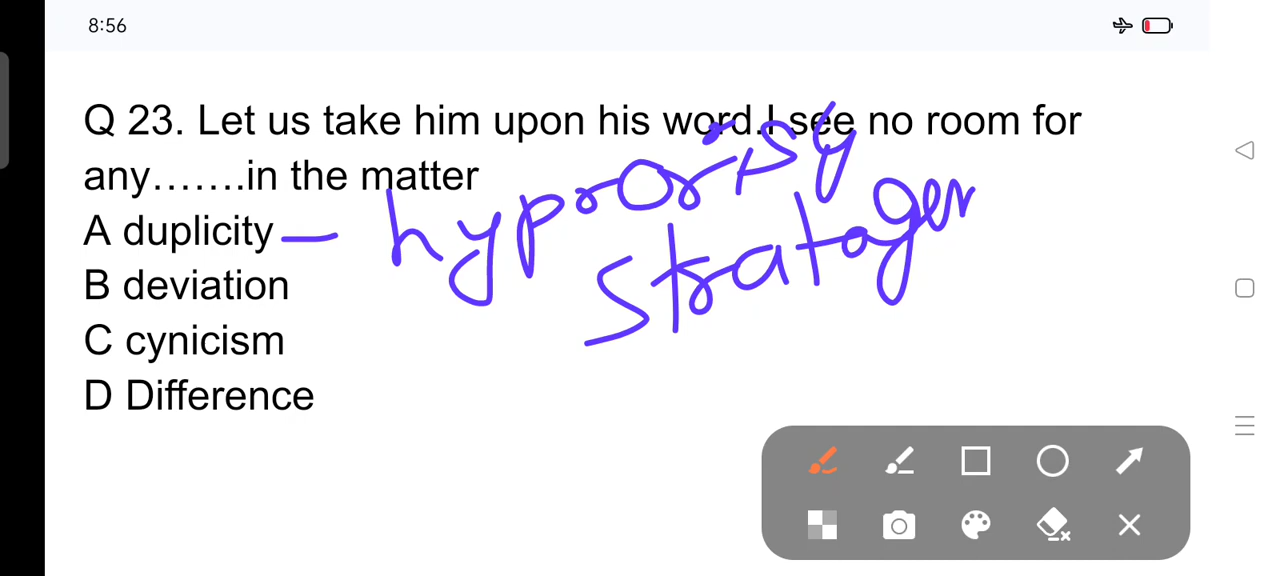 8:56
Q 23. Let us take him upon his word.I see no room for
any.......in the matter
A duplicity — hyprorisy
B deviation
stratagem
C cynicism
D Difference